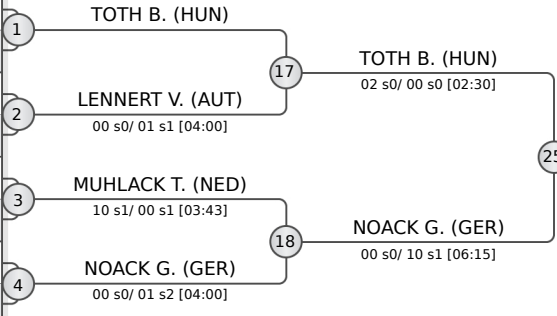 1
TOTH B. (HUN)
17
TOTH B. (HUN)
02 s0/ 00 s0 [02:30]
2
LENNERT V. (AUT)
00 s0/ 01 s1 [04:00]
25
3
MUHLACK T. (NED)
10 s1/ 00 s1 [03:43]
18
NOACK G. (GER)
00 s0/ 10 s1 [06:15]
4
NOACK G. (GER)
00 s0/ 01 s2 [04:00]